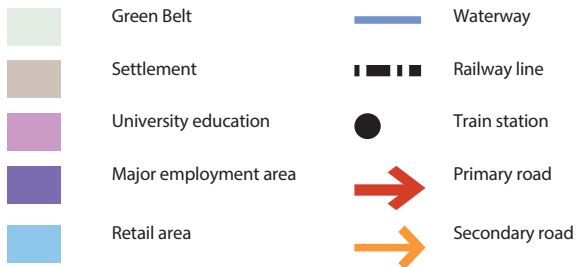 Green Belt
Settlement
University education
Major employment area
Retail area
Waterway
Railway line
Train station
Primary road
Secondary road